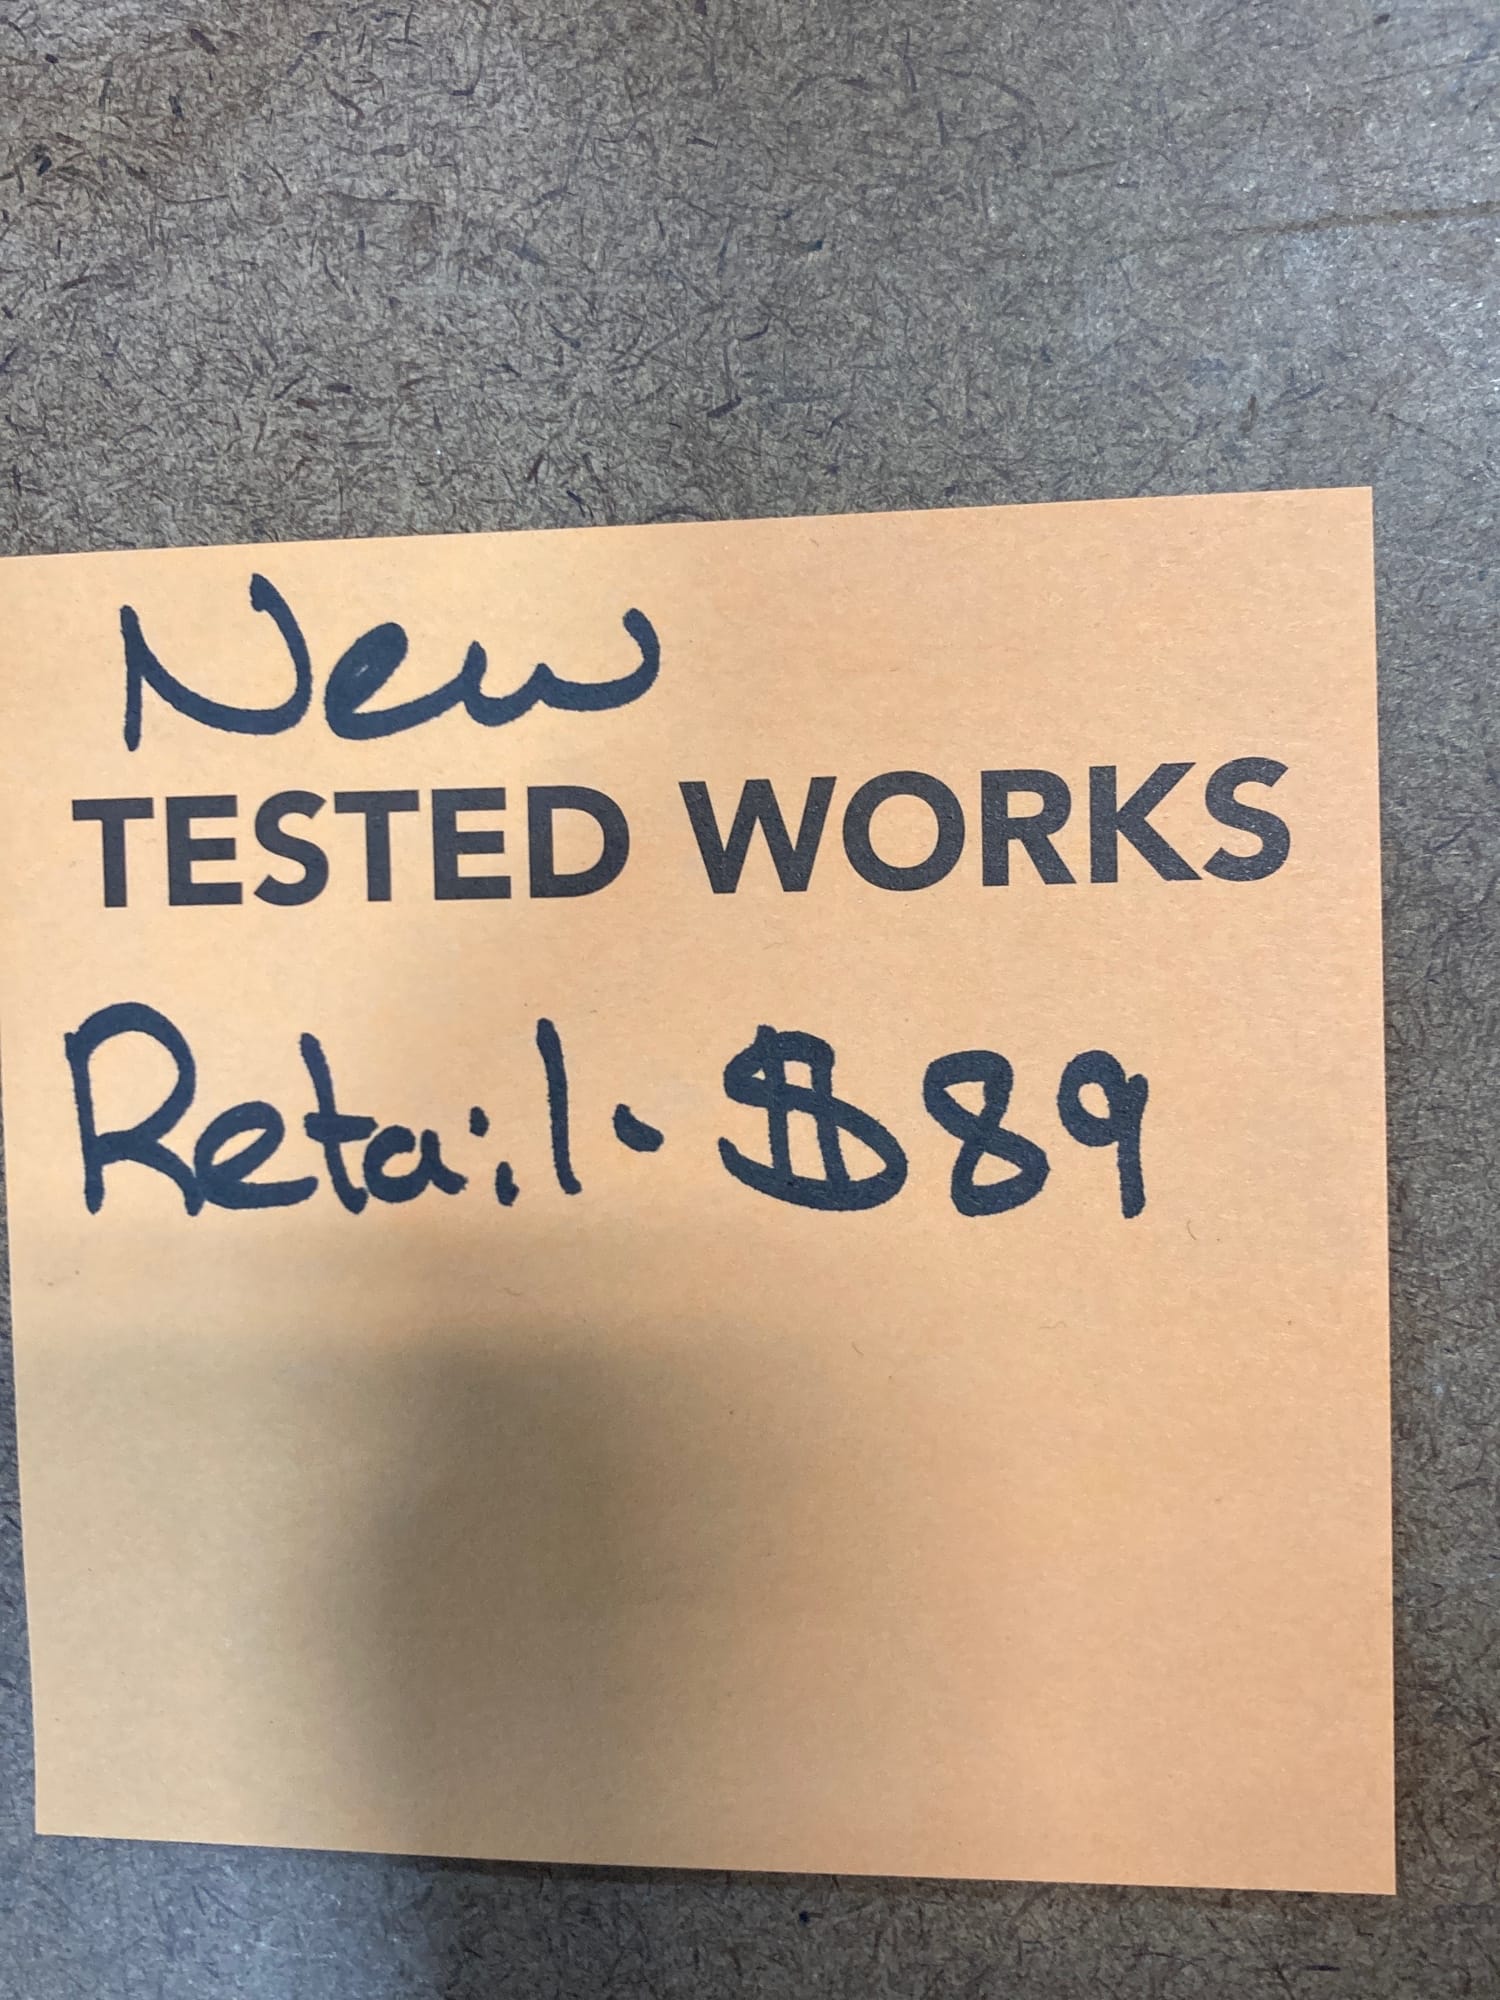 New
TESTED WORKS
Retail. $89